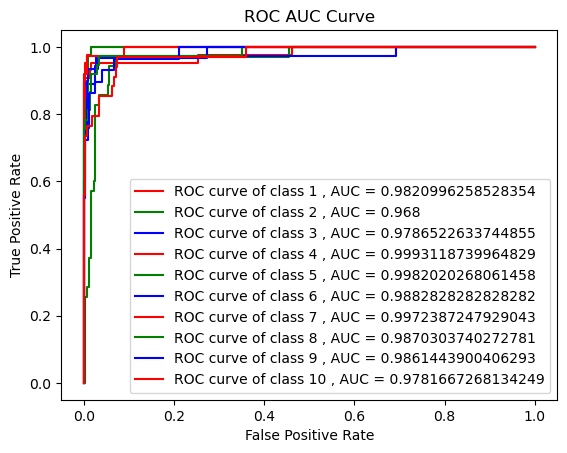 ROC AUC Curve
True Positive Rate
1.0
0.8
0.6
0.4
0.2
0.0
ROC curve of class 1 , AUC = 0.9820996258528354
ROC curve of class 2 , AUC = 0.968
ROC curve of class 3 , AUC = 0.9786522633744855
ROC curve of class 4 , AUC = 0.9993118739964829
ROC curve of class 5 , AUC = 0.9982020268061458
ROC curve of class 6 , AUC = 0.9882828282828282
ROC curve of class 7 , AUC = 0.9972387247929043
ROC curve of class 8 , AUC = 0.9870303740272781
ROC curve of class 9 , AUC = 0.9861443900406293
ROC curve of class 10 , AUC = 0.9781667268134249
0.0 0.2 0.4 0.6 0.8 1.0
False Positive Rate